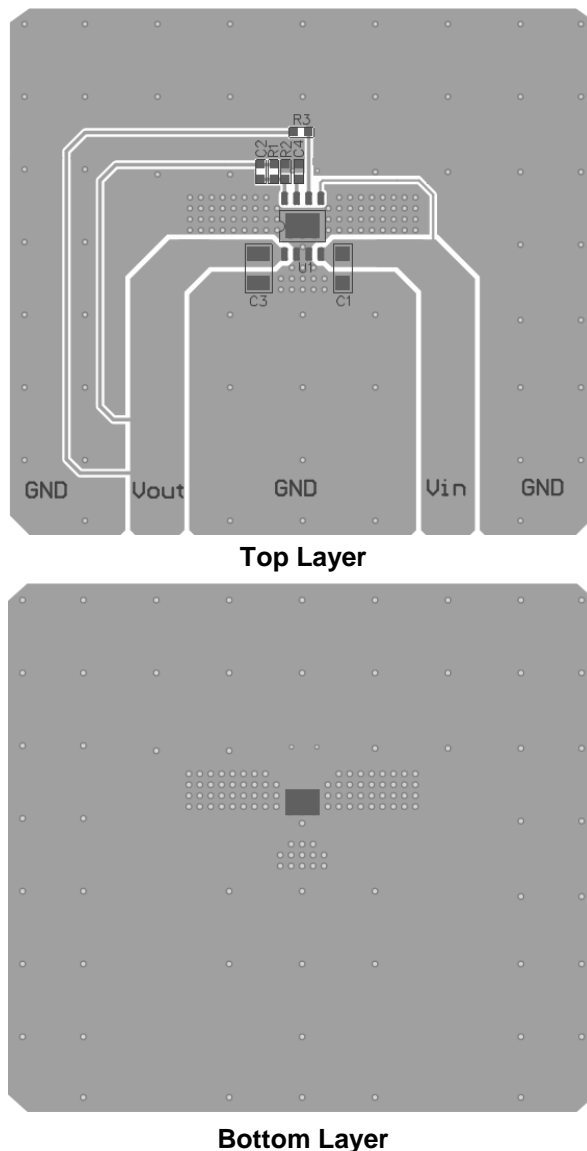 R3
C2
R1
R2
C4
U1
C3
C1
GND
Vout
GND
Vin
GND
Top Layer
Bottom Layer